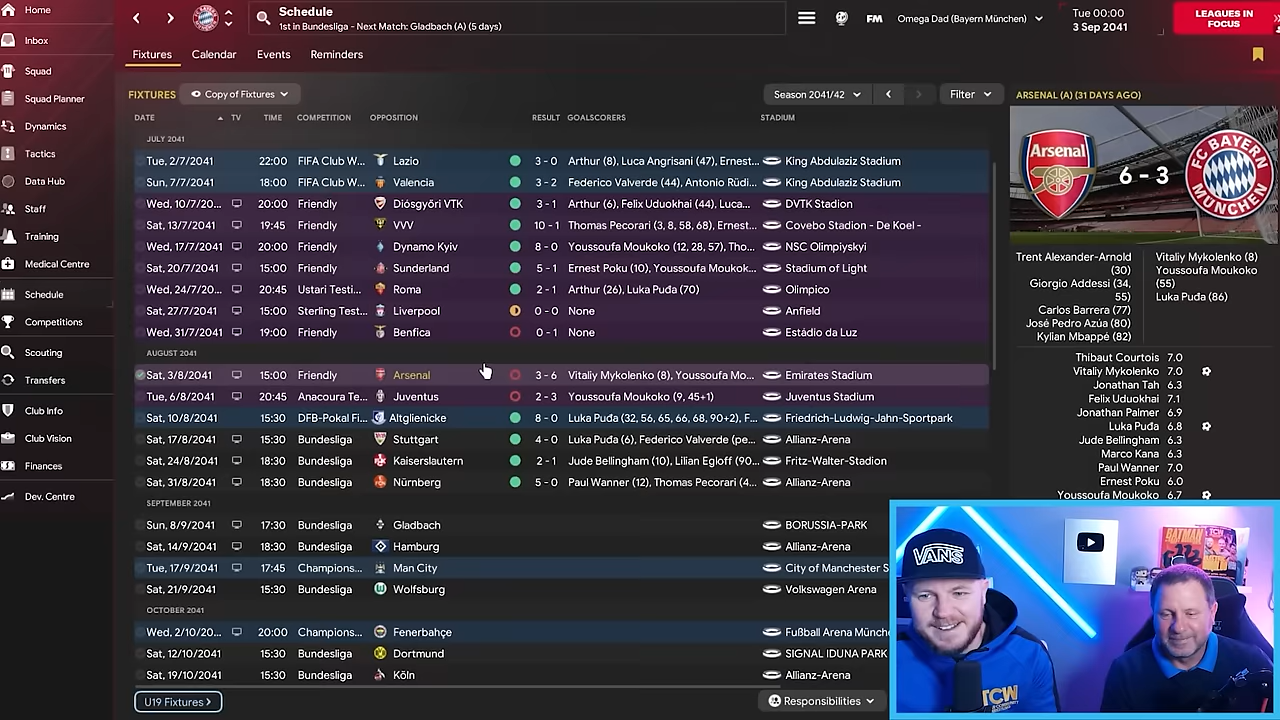 Home
Inbox
Squad
Squad Planner
Dynamics
Tactics
Data Hub
Staff
Training
Medical Centre
Schedule
Competitions
Scouting
Transfers
Club Info
Club Vision
Finances
Dev. Centre
Schedule
1st in Bundesliga - Next Match: Gladbach (A) (5 days)
FM
Omega Dad (Bayern München)
Tue 00:00
3 Sep 2041
LEAGUES IN
FOCUS
Fixtures Calendar Events Reminders
FIXTURES Copy of Fixtures Season 2041/42 Filter
DATE TV TIME COMPETITION OPPOSITION RESULT GOALSCORERS STADIUM
JULY 2041
Tue, 2/7/2041 22:00 FIFA Club W... Lazio 3 - 0 Arthur (8), Luca Angrisani (47), Ernest... King Abdulaziz Stadium
Sun, 7/7/2041 18:00 FIFA Club W... Valencia 3 - 2 Federico Valverde (44), Antonio Rüdi... King Abdulaziz Stadium
Wed, 10/7/20... 20:00 Friendly Diósgyőri VTK 3 - 1 Arthur (6), Felix Uduokhai (44), Luca... DVTK Stadion
Sat, 13/7/2041 19:45 Friendly VVV 10 - 1 Thomas Pecorari (3, 8, 58, 68), Ernest... Covebo Stadion - De Koel -
Wed, 17/7/2041 20:00 Friendly Dynamo Kyiv 8 - 0 Youssoufa Moukoko (12, 28, 57), Tho... NSC Olimpiyskyi
Sat, 20/7/2041 15:00 Friendly Sunderland 5 - 1 Ernest Poku (10), Youssoufa Moukok... Stadium of Light
Wed, 24/7/20... 20:45 Ustari Testi... Roma 2 - 1 Arthur (26), Luka Puđa (70) Olimpico
Sat, 27/7/2041 15:00 Sterling Test... Liverpool 0 - 0 None Anfield
Wed, 31/7/2041 19:00 Friendly Benfica 0 - 1 None Estádio da Luz
AUGUST 2041
Sat, 3/8/2041 15:00 Friendly Arsenal 3 - 6 Vitaliy Mykolenko (8), Youssoufa Mo... Emirates Stadium
Tue, 6/8/2041 20:45 Anacoura Te... Juventus 2 - 3 Youssoufa Moukoko (9, 45+1) Juventus Stadium
Sat, 10/8/2041 15:30 DFB-Pokal Fi... Altglienicke 8 - 0 Luka Puđa (32, 56, 65, 66, 68, 90+2), F... Friedrich-Ludwig-Jahn-Sportpark
Sat, 17/8/2041 15:30 Bundesliga Stuttgart 4 - 0 Luka Puđa (6), Federico Valverde (pe... Allianz-Arena
Sat, 24/8/2041 18:30 Bundesliga Kaiserslautern 2 - 1 Jude Bellingham (10), Lilian Egloff (90... Fritz-Walter-Stadion
Sat, 31/8/2041 18:30 Bundesliga Nürnberg 5 - 0 Paul Wanner (12), Thomas Pecorari (4... Allianz-Arena
SEPTEMBER 2041
Sun, 8/9/2041 17:30 Bundesliga Gladbach BORUSSIA-PARK
Sat, 14/9/2041 18:30 Bundesliga Hamburg Allianz-Arena
Tue, 17/9/2041 17:45 Champions... Man City City of Manchester S
Sat, 21/9/2041 15:30 Bundesliga Wolfsburg Volkswagen Arena
OCTOBER 2041
Wed, 2/10/20... 20:00 Champions... Fenerbahçe Fußball Arena Münche
Sat, 12/10/2041 15:30 Bundesliga Dortmund SIGNAL IDUNA PARK
Sat, 19/10/2041 15:30 Bundesliga Köln Allianz-Arena
U19 Fixtures Responsibilities
ARSENAL (A) (31 DAYS AGO)
Arsenal
6 - 3
FC BAYERN
MÜNCHEN
Trent Alexander-Arnold
(30)
Giorgio Addessi (34,
55)
Carlos Barrera (77)
José Pedro Azúa (80)
Kylian Mbappé (82)
Vitaliy Mykolenko (8)
Youssoufa Moukoko
(55)
Luka Puđa (86)
Thibaut Courtois 7.0
Vitaliy Mykolenko 7.0
Jonathan Tah 6.3
Felix Uduokhai 7.1
Jonathan Palmer 6.9
Luka Puđa 6.8
Jude Bellingham 6.3
Marco Kana 6.3
Paul Wanner 7.0
Ernest Poku 6.0
Youssoufa Moukoko 6.7
VANS
BATMAN
TCW